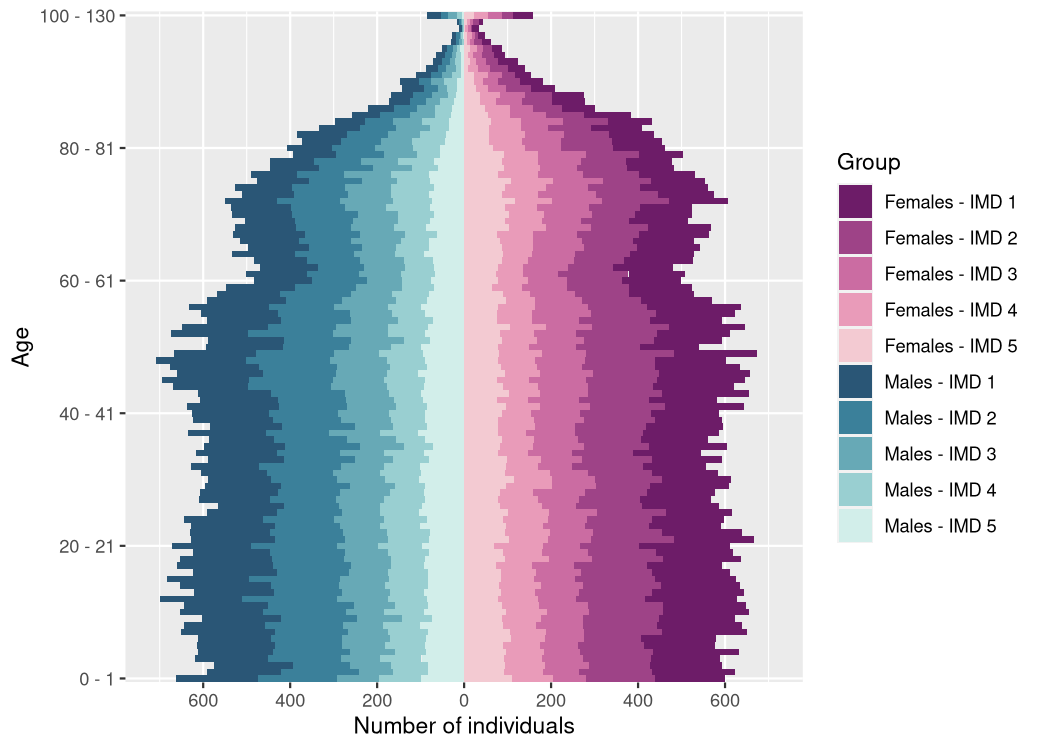 100 - 130
80 - 81
60 - 61
40 - 41
20 - 21
0 - 1
Age
600 400 200 0 200 400 600
Number of individuals
Group
Females - IMD 1
Females - IMD 2
Females - IMD 3
Females - IMD 4
Females - IMD 5
Males - IMD 1
Males - IMD 2
Males - IMD 3
Males - IMD 4
Males - IMD 5